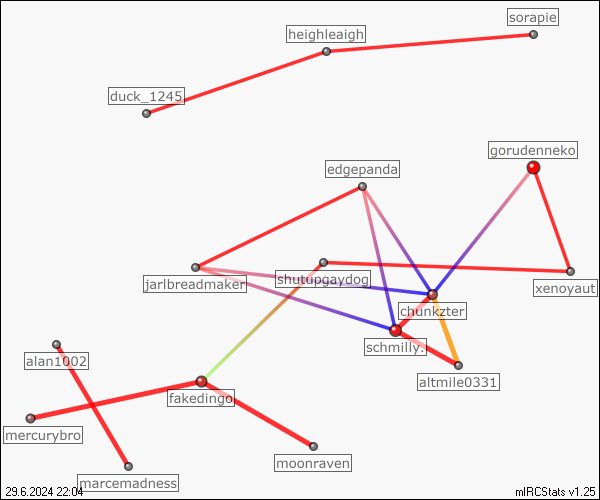 sorapie
heighleaigh
duck_1245
gorudenneko
edgepanda
shutupgaydog
jarlbreadmaker
xenoyaut
chunkzter
schmilly.
alan1002
altmile0331
fakedingo
mercurybro
moonraven
marcemadness
29.6.2024 22:04
mIRCStats v1.25